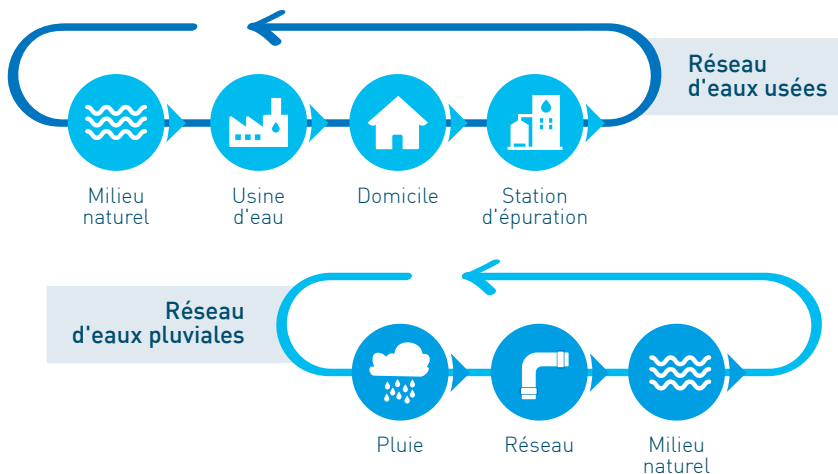 Réseau
d'eaux usées
Milieu
naturel
Usine
d'eau
Domicile
Station
d'épuration
Réseau
d'eaux pluviales
Pluie
Réseau
Milieu
naturel